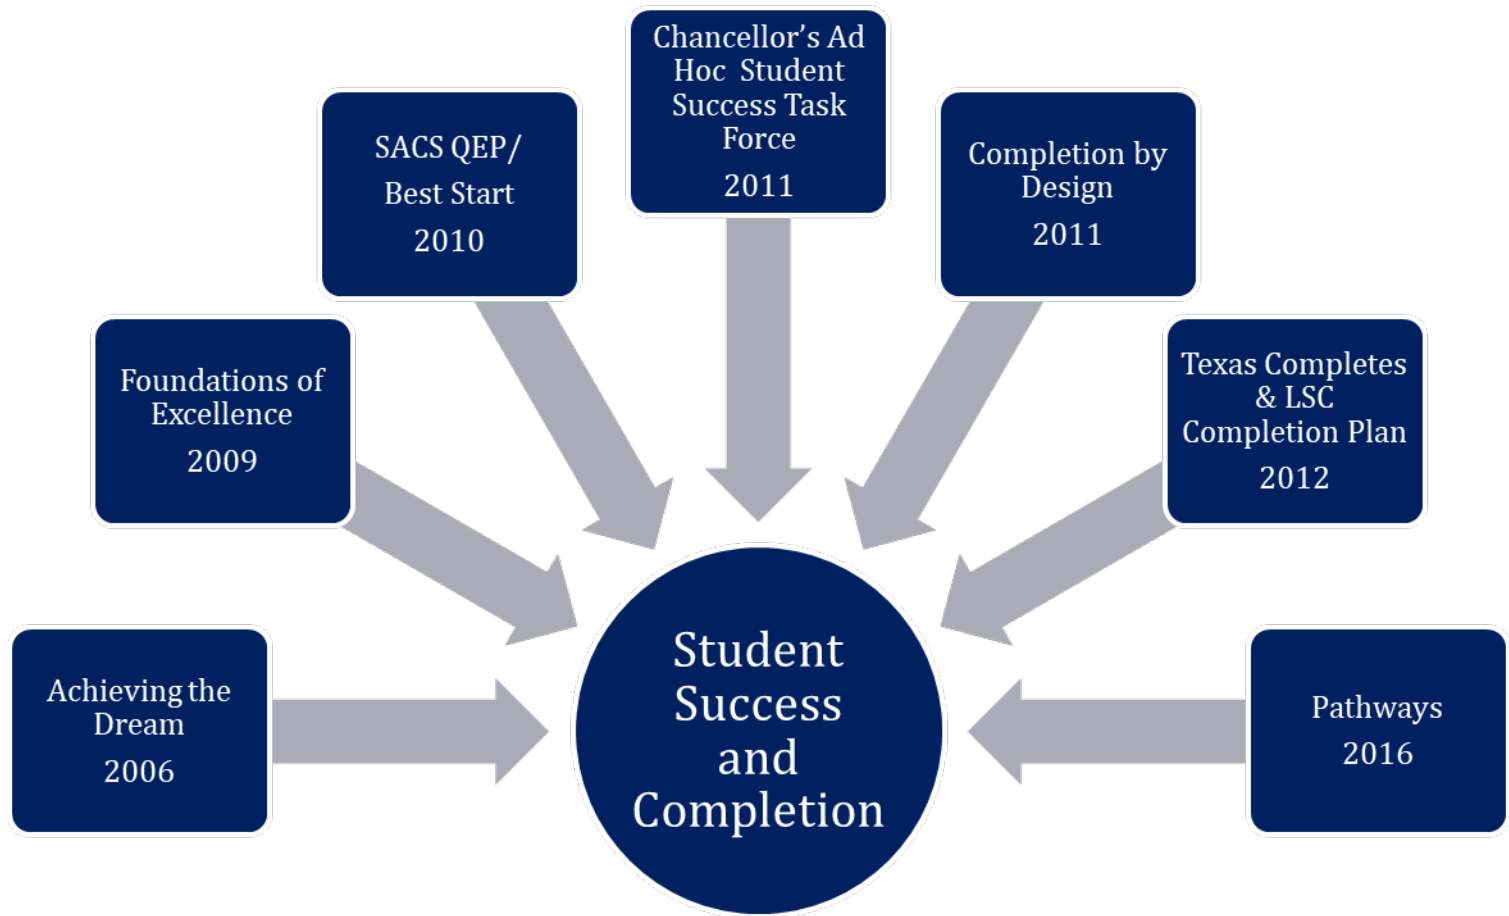 Chancellor’s Ad
Hoc Student
Success Task
Force
2011
SACS QEP/
Best Start
2010
Completion by
Design
2011
Foundations of
Excellence
2009
Texas Completes
& LSC
Completion Plan
2012
Achieving the
Dream
2006
Student
Success
and
Completion
Pathways
2016